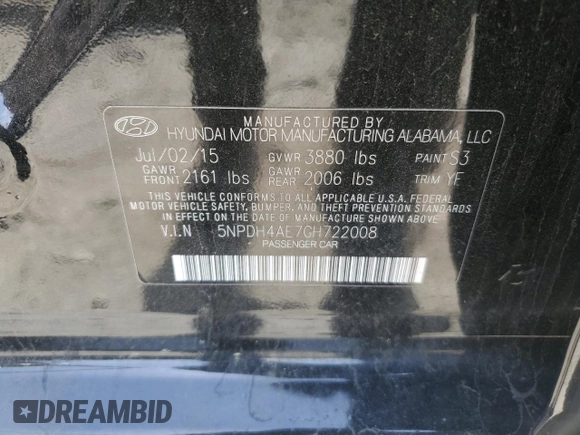 MANUFACTURED BY
HYUNDAI MOTOR MANUFACTURING ALABAMA, LLC
Jul/02/15 GVWR 3880 lbs PAINT S3
GAWR FRONT 2161 lbs GAWR REAR 2006 lbs TRIM YF
THIS VEHICLE CONFORMS TO ALL APPLICABLE U.S.A. FEDERAL
MOTOR VEHICLE SAFETY, BUMPER, AND THEFT PREVENTION STANDARDS
IN EFFECT ON THE DATE OF MANUFACTURE SHOWN ABOVE.
V.I.N 5NPDH4AE7GH722008
PASSENGER CAR
DREAMBID